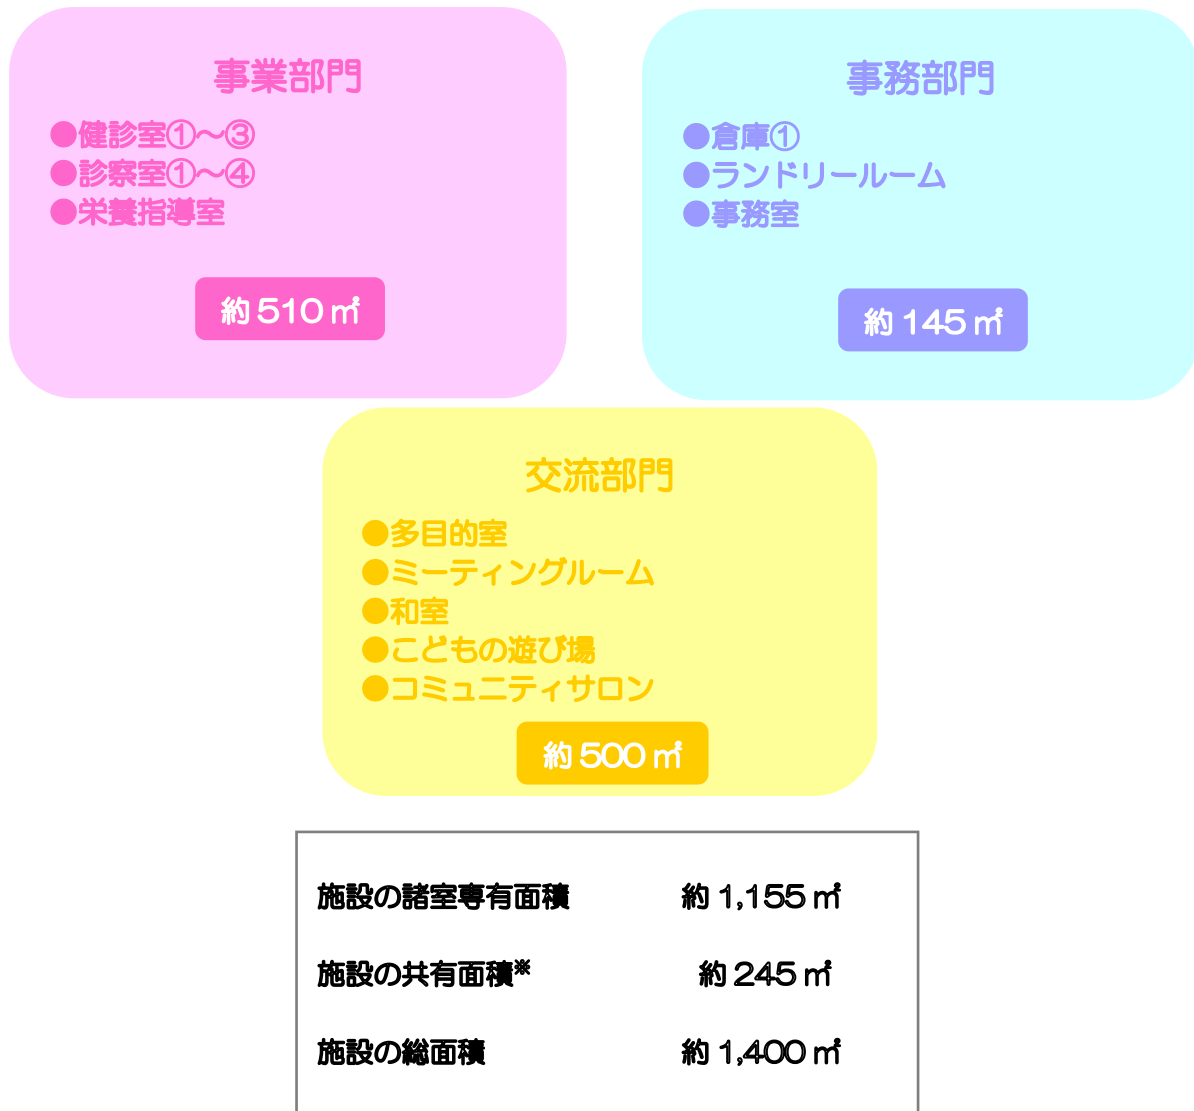 事業部門
●健診室①～③
●診察室①～④
●栄養指導室
約 510 ㎡
事務部門
●倉庫①
●ランドリールーム
●事務室
約 145 ㎡
交流部門
●多目的室
●ミーティングルーム
●和室
●こどもの遊び場
●コミュニティサロン
約 500 ㎡
施設の諸室専有面積 約 1,155 ㎡
施設の共有面積※ 約 245 ㎡
施設の総面積 約 1,400 ㎡